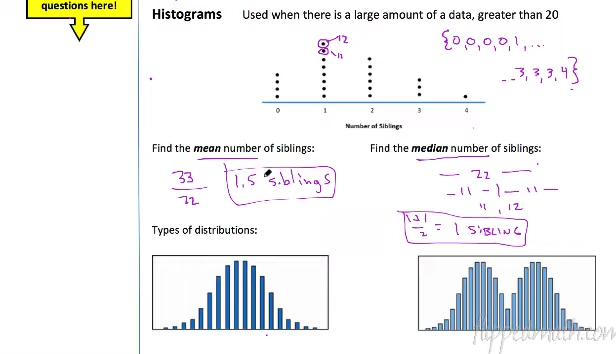 questions here!
Histograms Used when there is a large amount of a data, greater than 20
12
11
{0,0,0,0,1, ...
... 3,3,3,4}
0 1 2 3 4
Number of Siblings
Find the mean number of siblings:
33
22
1.5 siblings
Find the median number of siblings:
22
11 - 1 - 11
11, 12
1+1
2
= 1 SIBLING
Types of distributions:
flippedmath.com